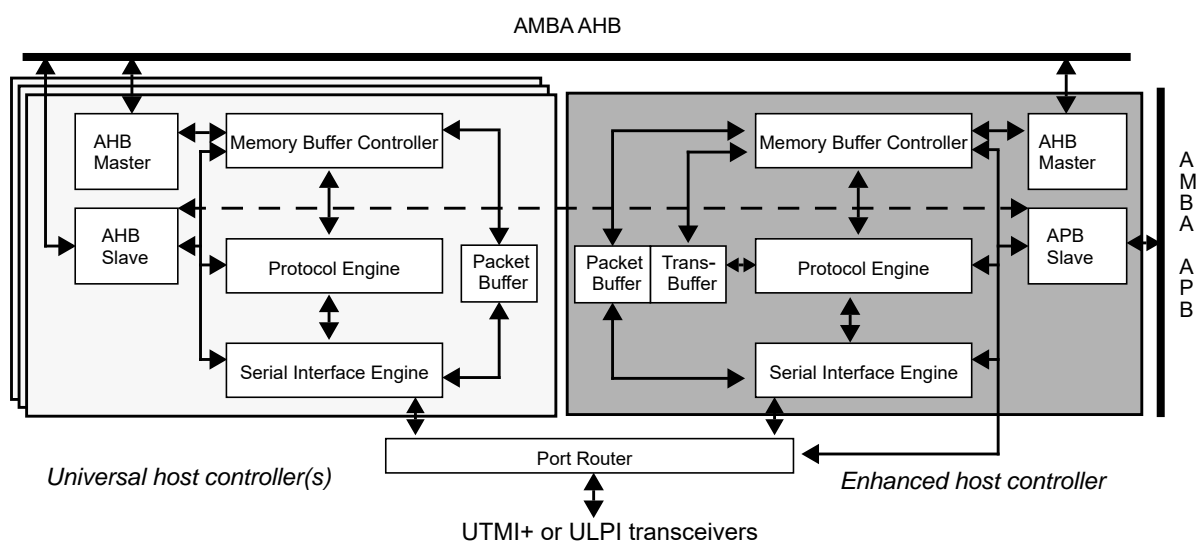 AMBA AHB
AHB
Master
Memory Buffer Controller
AHB
Slave
Protocol Engine
Packet
Buffer
Serial Interface Engine
Memory Buffer Controller
AHB
Master
Packet
Buffer
Trans-
Buffer
Protocol Engine
APB
Slave
Serial Interface Engine
A
M
B
A
A
P
B
Port Router
Universal host controller(s)
Enhanced host controller
UTMI+ or ULPI transceivers